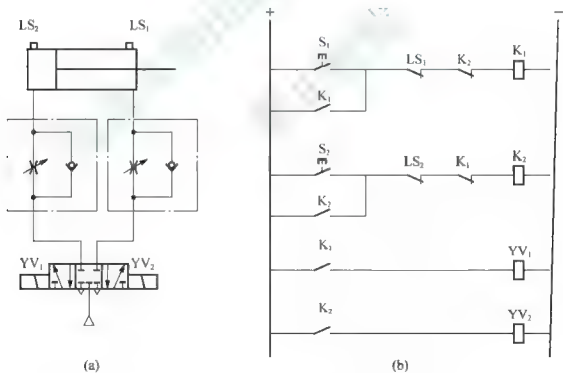 LS₂ LS₁
YV₁ YV₂
(a)
+ −
S₁
LS₁ K₂ K₁
K₁
S₂
LS₂ K₁ K₂
K₂
K₁ YV₁
K₂ YV₂
(b)